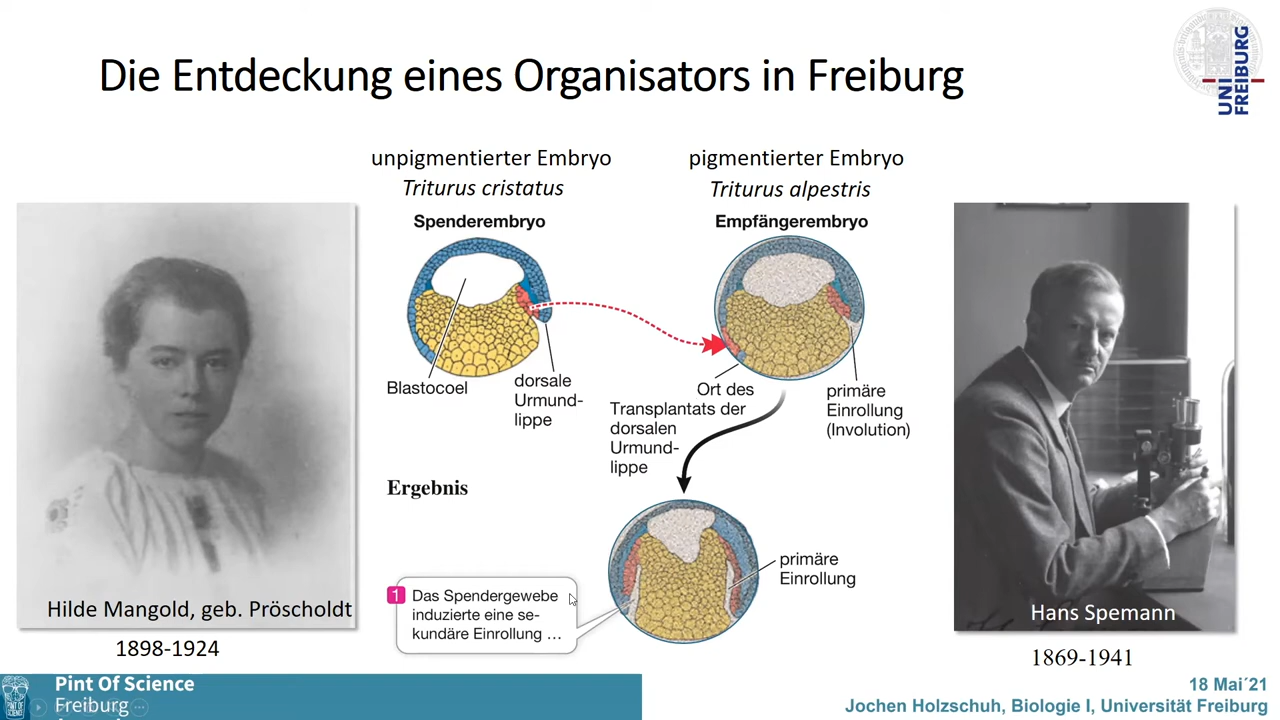 Die Entdeckung eines Organisators in Freiburg
UNI
FREIBURG
unpigmentierter Embryo
Triturus cristatus
Spenderembryo
pigmentierter Embryo
Triturus alpestris
Empfängerembryo
Blastocoel
dorsale
Urmund-
lippe
Ort des
Transplantats der
dorsalen
Urmund-
lippe
primäre
Einrollung
(Involution)
Ergebnis
primäre
Einrollung
1 Das Spendergewebe
induzierte eine se-
kundäre Einrollung ...
Hilde Mangold, geb. Pröscholdt
1898-1924
Hans Spemann
1869-1941
Pint Of Science
Freiburg
PINT OF
SCIENCE
18 Mai´21
Jochen Holzschuh, Biologie I, Universität Freiburg